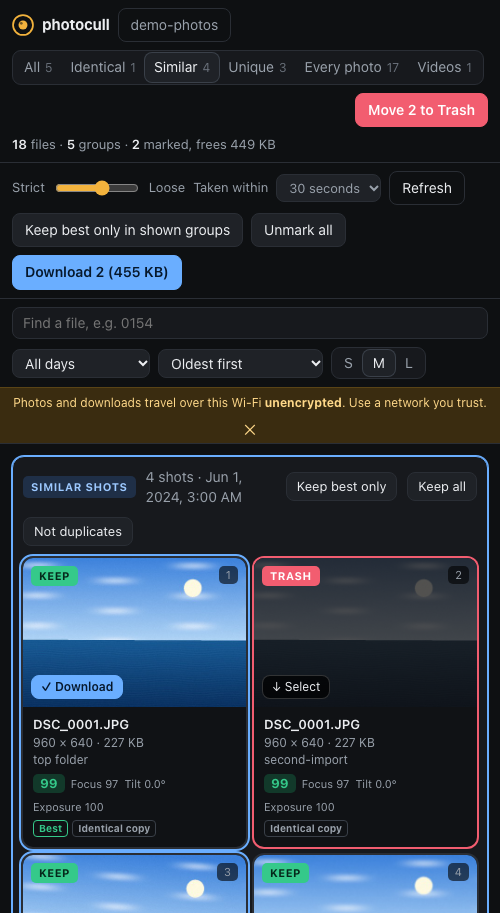 photocull demo-photos
All 5 Identical 1 Similar 4 Unique 3 Every photo 17 Videos 1
Move 2 to Trash
18 files · 5 groups · 2 marked, frees 449 KB
Strict Loose Taken within 30 seconds Refresh
Keep best only in shown groups Unmark all
Download 2 (455 KB)
Find a file, e.g. 0154
All days Oldest first S M L
Photos and downloads travel over this Wi-Fi unencrypted. Use a network you trust.
×
SIMILAR SHOTS 4 shots · Jun 1, 2024, 3:00 AM Keep best only Keep all
Not duplicates
KEEP 1
✓ Download
DSC_0001.JPG
960 × 640 · 227 KB
top folder
99 Focus 97 Tilt 0.0°
Exposure 100
Best Identical copy
TRASH 2
↓ Select
DSC_0001.JPG
960 × 640 · 227 KB
second-import
99 Focus 97 Tilt 0.0°
Exposure 100
Identical copy
KEEP 3
KEEP 4